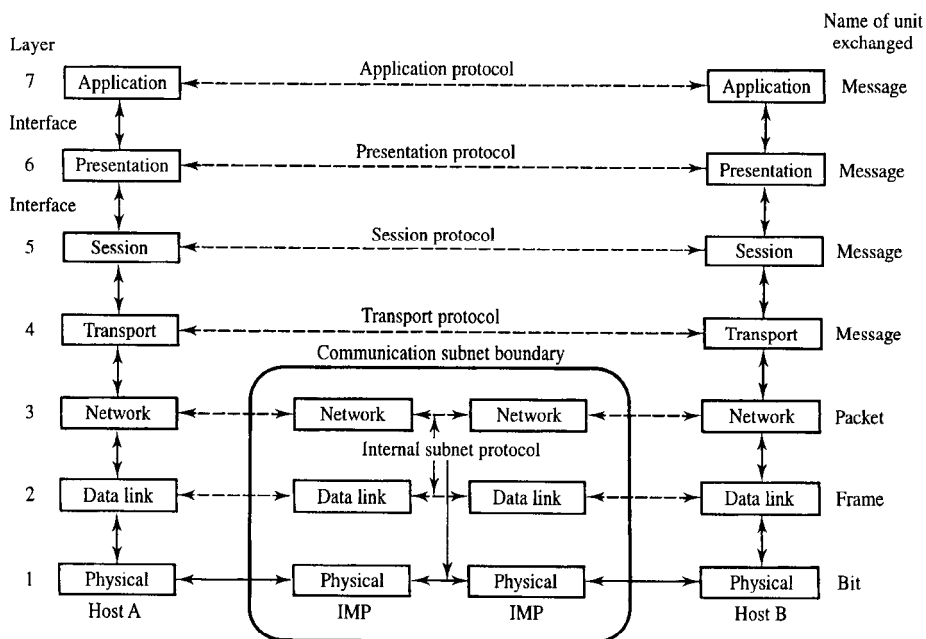 Name of unit
exchanged
Layer
7 Application Application protocol Application Message
Interface
6 Presentation Presentation protocol Presentation Message
Interface
5 Session Session protocol Session Message
4 Transport Transport protocol Transport Message
Communication subnet boundary
3 Network Network Network Network Packet
Internal subnet protocol
2 Data link Data link Data link Data link Frame
1 Physical Physical Physical Physical Bit
Host A IMP IMP Host B